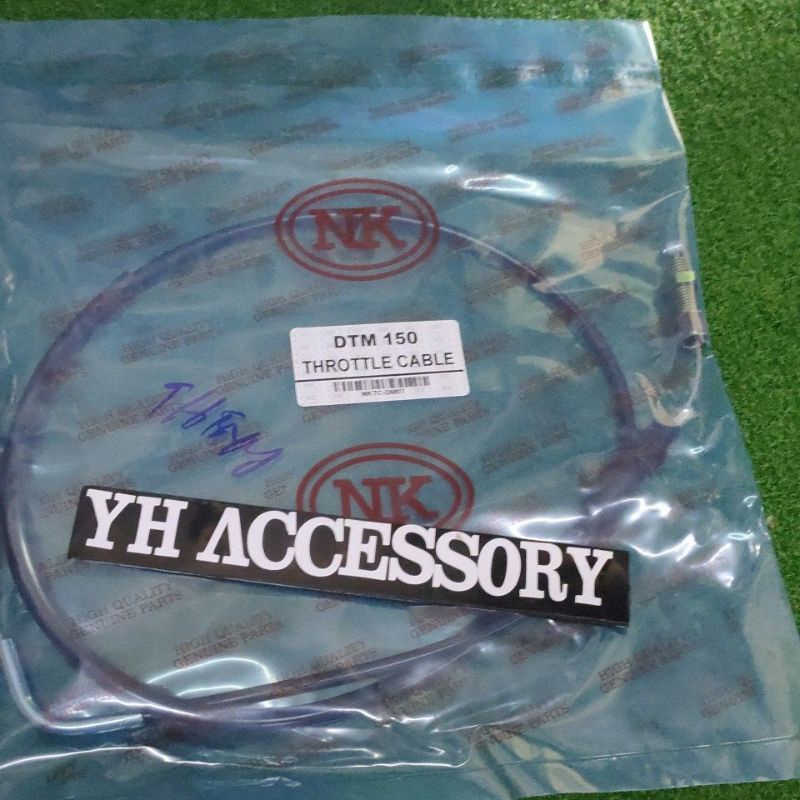 NK
DTM 150
THROTTLE CABLE
NK
YH ACCESSORY
HIGH QUALITY
GENUINE PARTS